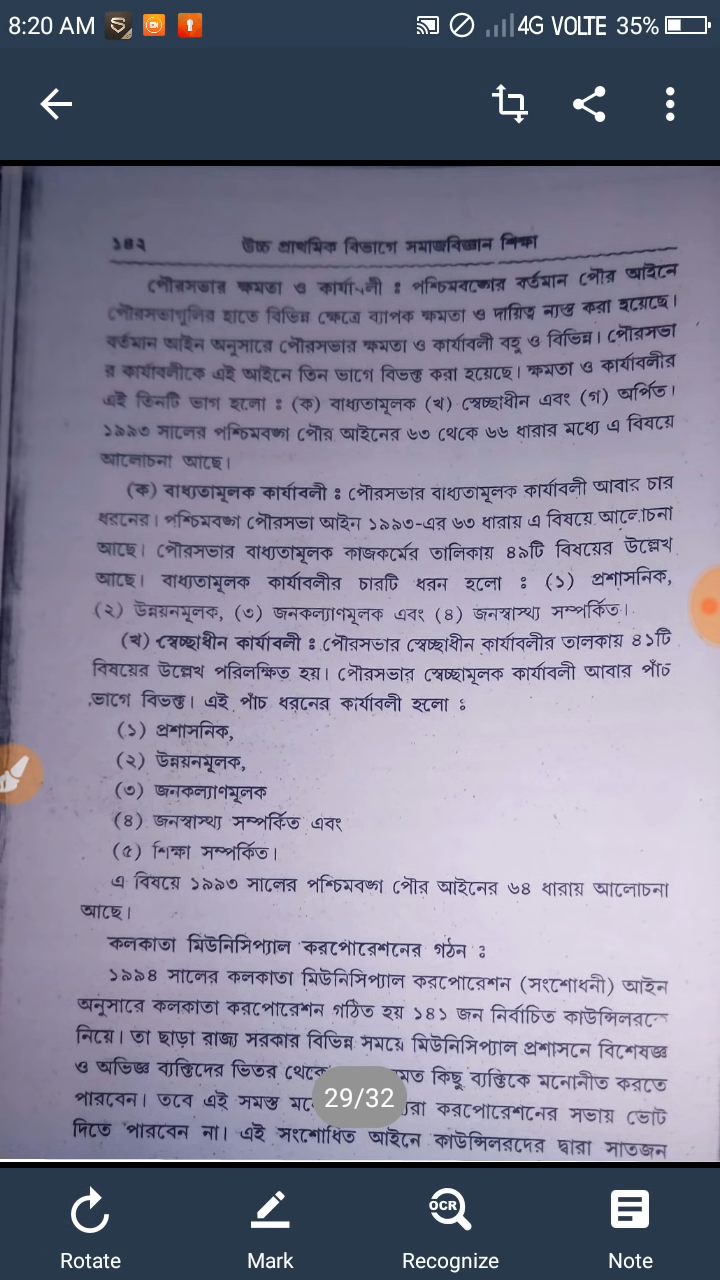 8:20 AM
4G VOLTE 35%
১৪২ উচ্চ প্রাথমিক বিভাগে সমাজবিজ্ঞান শিক্ষা
পৌরসভার ক্ষমতা ও কার্যাবলী : পশ্চিমবঙ্গের বর্তমান পৌর আইনে
পৌরসভাগুলির হাতে বিভিন্ন ক্ষেত্রে ব্যাপক ক্ষমতা ও দায়িত্ব ন্যস্ত করা হয়েছে।
বর্তমান আইন অনুসারে পৌরসভার ক্ষমতা ও কার্যাবলী বহু ও বিভিন্ন। পৌরসভা
র কার্যাবলীকে এই আইনে তিন ভাগে বিভক্ত করা হয়েছে। ক্ষমতা ও কার্যাবলীর
এই তিনটি ভাগ হলো : (ক) বাধ্যতামূলক (খ) স্বেচ্ছাধীন এবং (গ) অর্পিত।
১৯৯৩ সালের পশ্চিমবঙ্গ পৌর আইনের ৬৩ থেকে ৬৬ ধারার মধ্যে এ বিষয়ে
আলোচনা আছে।
(ক) বাধ্যতামূলক কার্যাবলী : পৌরসভার বাধ্যতামূলক কার্যাবলী আবার চার
ধরনের। পশ্চিমবঙ্গ পৌরসভা আইন ১৯৯৩-এর ৬৩ ধারায় এ বিষয়ে আলোচনা
আছে। পৌরসভার বাধ্যতামূলক কাজকর্মের তালিকায় ৪৯টি বিষয়ের উল্লেখ
আছে। বাধ্যতামূলক কার্যাবলীর চারটি ধরন হলো : (১) প্রশাসনিক,
(২) উন্নয়নমূলক, (৩) জনকল্যাণমূলক এবং (৪) জনস্বাস্থ্য সম্পর্কিত।
(খ) স্বেচ্ছাধীন কার্যাবলী : পৌরসভার স্বেচ্ছাধীন কার্যাবলীর তালকায় ৪১টি
বিষয়ের উল্লেখ পরিলক্ষিত হয়। পৌরসভার স্বেচ্ছামূলক কার্যাবলী আবার পাঁচ
ভাগে বিভক্ত। এই পাঁচ ধরনের কার্যাবলী হলো :
(১) প্রশাসনিক,
(২) উন্নয়নমূলক,
(৩) জনকল্যাণমূলক
(৪) জনস্বাস্থ্য সম্পর্কিত এবং
(৫) শিক্ষা সম্পর্কিত।
এ বিষয়ে ১৯৯৩ সালের পশ্চিমবঙ্গ পৌর আইনের ৬৪ ধারায় আলোচনা
আছে।
কলকাতা মিউনিসিপ্যাল করপোরেশনের গঠন :
১৯৯৪ সালের কলকাতা মিউনিসিপ্যাল করপোরেশন (সংশোধনী) আইন
অনুসারে কলকাতা করপোরেশন গঠিত হয় ১৪১ জন নির্বাচিত কাউন্সিলরকে
নিয়ে। তা ছাড়া রাজ্য সরকার বিভিন্ন সময়ে মিউনিসিপ্যাল প্রশাসনে বিশেষজ্ঞ
ও অভিজ্ঞ ব্যক্তিদের ভিতর থেকে কিছু ব্যক্তিকে মনোনীত করতে
পারবেন। তবে এই সমস্ত করপোরেশনের সভায় ভোট
দিতে পারবেন না। এই সংশোধিত আইনে কাউন্সিলরদের দ্বারা সাতজন
29/32
Rotate
Mark
OCR
Recognize
Note